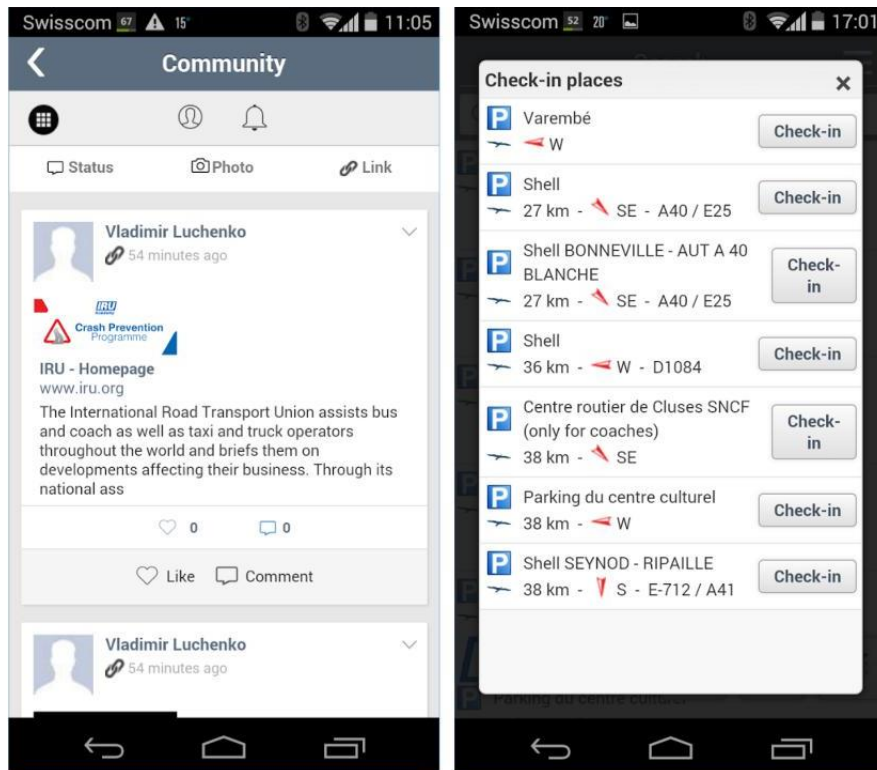 Swisscom 67 15° 11:05
Community
Status Photo Link
Vladimir Luchenko
54 minutes ago
IRU
Crash Prevention
Programme
IRU - Homepage
www.iru.org
The International Road Transport Union assists bus
and coach as well as taxi and truck operators
throughout the world and briefs them on
developments affecting their business. Through its
national ass
0 0
Like Comment
Vladimir Luchenko
54 minutes ago
Swisscom 52 20° 17:01
Check-in places ×
P Varembé
W
Check-in
P Shell
27 km - SE - A40 / E25
Check-in
P Shell BONNEVILLE - AUT A 40
BLANCHE
27 km - SE - A40 / E25
Check-
in
P Shell
36 km - W - D1084
Check-in
P Centre routier de Cluses SNCF
(only for coaches)
38 km - SE
Check-
in
P Parking du centre culturel
38 km - W
Check-in
P Shell SEYNOD - RIPAILLE
38 km - S - E-712 / A41
Check-in
Parking du centre culturel